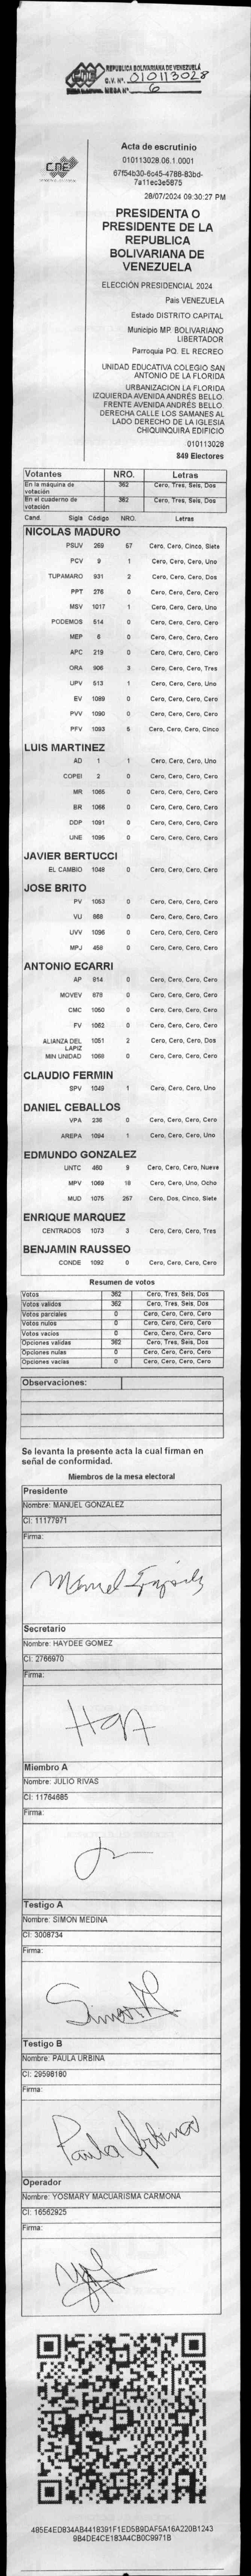 CNE
REPUBLICA BOLIVARIANA DE VENEZUELA
C.V. Nº. 010113028
MESA Nº 6
CNE
Acta de escrutinio
010113028.06.1.0001
67f54b30-6c45-4788-83bd-
7a11ec3e5875
28/07/2024 09:30:27 PM
PRESIDENTA O
PRESIDENTE DE LA
REPUBLICA
BOLIVARIANA DE
VENEZUELA
ELECCIÓN PRESIDENCIAL 2024
Pais VENEZUELA
Estado DISTRITO CAPITAL
Municipio MP. BOLIVARIANO
LIBERTADOR
Parroquia PQ. EL RECREO
UNIDAD EDUCATIVA COLEGIO SAN
ANTONIO DE LA FLORIDA
URBANIZACION LA FLORIDA
IZQUIERDA AVENIDA ANDRÉS BELLO.
FRENTE AVENIDA ANDRÉS BELLO
DERECHA CALLE LOS SAMANES AL
LADO DERECHO DE LA IGLESIA
CHIQUINQUIRA EDIFICIO
010113028
849 Electores
Votantes NRO. Letras
En la máquina de votación 362 Cero, Tres, Seis, Dos
En el cuaderno de votación 362 Cero, Tres, Seis, Dos
Cand. Sigla Código NRO. Letras
NICOLAS MADURO
PSUV 269 57 Cero, Cero, Cinco, Siete
PCV 9 1 Cero, Cero, Cero, Uno
TUPAMARO 931 2 Cero, Cero, Cero, Dos
PPT 276 0 Cero, Cero, Cero, Cero
MSV 1017 1 Cero, Cero, Cero, Uno
PODEMOS 514 0 Cero, Cero, Cero, Cero
MEP 6 0 Cero, Cero, Cero, Cero
APC 219 0 Cero, Cero, Cero, Cero
ORA 906 3 Cero, Cero, Cero, Tres
UPV 513 1 Cero, Cero, Cero, Uno
EV 1089 0 Cero, Cero, Cero, Cero
PVV 1090 0 Cero, Cero, Cero, Cero
PFV 1093 5 Cero, Cero, Cero, Cinco
LUIS MARTINEZ
AD 1 1 Cero, Cero, Cero, Uno
COPEI 2 0 Cero, Cero, Cero, Cero
MR 1065 0 Cero, Cero, Cero, Cero
BR 1066 0 Cero, Cero, Cero, Cero
DDP 1091 0 Cero, Cero, Cero, Cero
UNE 1095 0 Cero, Cero, Cero, Cero
JAVIER BERTUCCI
EL CAMBIO 1048 0 Cero, Cero, Cero, Cero
JOSE BRITO
PV 1053 0 Cero, Cero, Cero, Cero
VU 668 0 Cero, Cero, Cero, Cero
UVV 1096 0 Cero, Cero, Cero, Cero
MPJ 458 0 Cero, Cero, Cero, Cero
ANTONIO ECARRI
AP 914 0 Cero, Cero, Cero, Cero
MOVEV 679 0 Cero, Cero, Cero, Cero
CMC 1050 0 Cero, Cero, Cero, Cero
FV 1062 0 Cero, Cero, Cero, Cero
ALIANZA DEL LAPIZ 1051 2 Cero, Cero, Cero, Dos
MIN UNIDAD 1068 0 Cero, Cero, Cero, Cero
CLAUDIO FERMIN
SPV 1049 1 Cero, Cero, Cero, Uno
DANIEL CEBALLOS
VPA 236 0 Cero, Cero, Cero, Cero
AREPA 1094 1 Cero, Cero, Cero, Uno
EDMUNDO GONZALEZ
UNTC 460 9 Cero, Cero, Cero, Nueve
MPV 1069 18 Cero, Cero, Uno, Ocho
MUD 1075 257 Cero, Dos, Cinco, Siete
ENRIQUE MARQUEZ
CENTRADOS 1073 3 Cero, Cero, Cero, Tres
BENJAMIN RAUSSEO
CONDE 1092 0 Cero, Cero, Cero, Cero
Resumen de votos
Votos 362 Cero, Tres, Seis, Dos
Votos validos 362 Cero, Tres, Seis, Dos
Votos parciales 0 Cero, Cero, Cero, Cero
Votos nulos 0 Cero, Cero, Cero, Cero
Votos vacios 0 Cero, Cero, Cero, Cero
Opciones validas 362 Cero, Tres, Seis, Dos
Opciones nulas 0 Cero, Cero, Cero, Cero
Opciones vacias 0 Cero, Cero, Cero, Cero
Observaciones:
Se levanta la presente acta la cual firman en
señal de conformidad.
Miembros de la mesa electoral
Presidente
Nombre: MANUEL GONZALEZ
CI: 11177971
Firma:
Manuel
Secretario
Nombre: HAYDEE GOMEZ
CI: 2766970
Firma:
Miembro A
Nombre: JULIO RIVAS
CI: 11764685
Firma:
Testigo A
Nombre: SIMON MEDINA
CI: 3008734
Firma:
Testigo B
Nombre: PAULA URBINA
CI: 29598180
Firma:
Paula Urbina
Operador
Nombre: YOSMARY MACUARISMA CARMONA
CI: 16562925
Firma:
485E4ED834AB4418391F1ED5B9DAF5A16A220B1243
9B4DE4CE183A4CB0C9971B